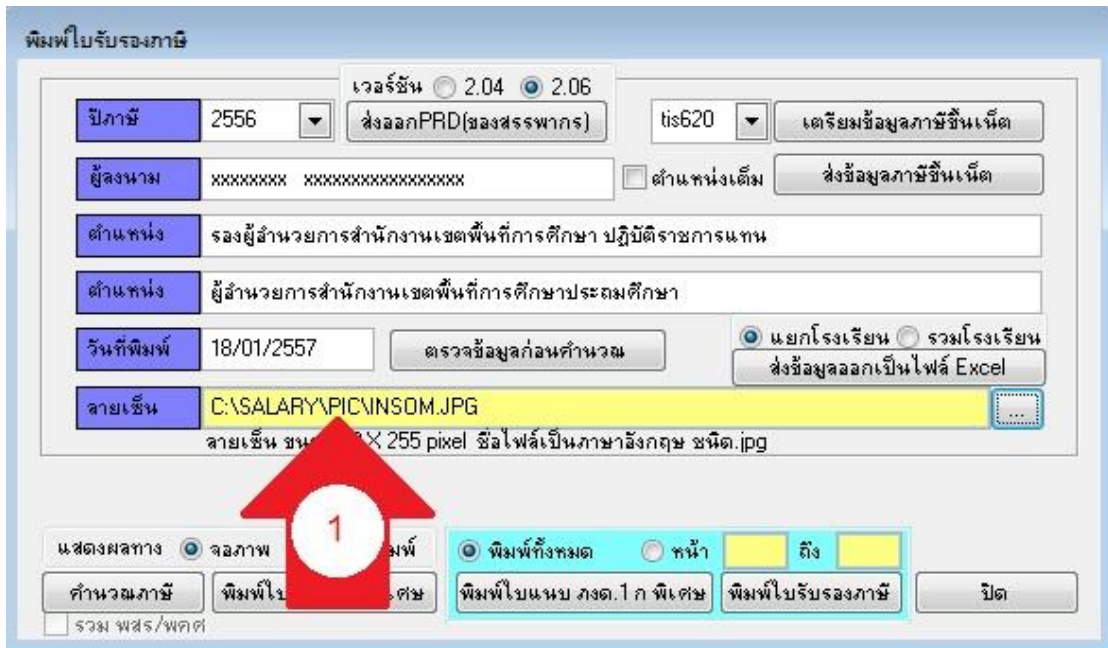 พิมพ์ใบรับรองภาษี
เวอร์ชัน 2.04 2.06
ปีภาษี 2556 ส่งออกPRD(ของสรรพากร) tis620 เตรียมข้อมูลภาษีขึ้นเน็ต
ผู้ลงนาม xxxxxxxx xxxxxxxxxxxxxxxxx ตำแหน่งเต็ม ส่งข้อมูลภาษีขึ้นเน็ต
ตำแหน่ง รองผู้อำนวยการสำนักงานเขตพื้นที่การศึกษา ปฏิบัติราชการแทน
ตำแหน่ง ผู้อำนวยการสำนักงานเขตพื้นที่การศึกษาประถมศึกษา
แยกโรงเรียน รวมโรงเรียน
วันที่พิมพ์ 18/01/2557 ตรวจข้อมูลก่อนคำนวณ ส่งข้อมูลออกเป็นไฟล์ Excel
ลายเซ็น C:\SALARY\PIC\INSOM.JPG ...
ลายเซ็น X 255 pixel ชื่อไฟล์เป็นภาษาอังกฤษ ชนิด.jpg
1
แสดงผลทาง จอภาพ พิมพ์ทั้งหมด หน้า ถึง
คำนวณภาษี พิมพ์ใบแนบ ภงด.1 ก พิเศษ พิมพ์ใบรับรองภาษี ปิด
รวม พสร/พตศ